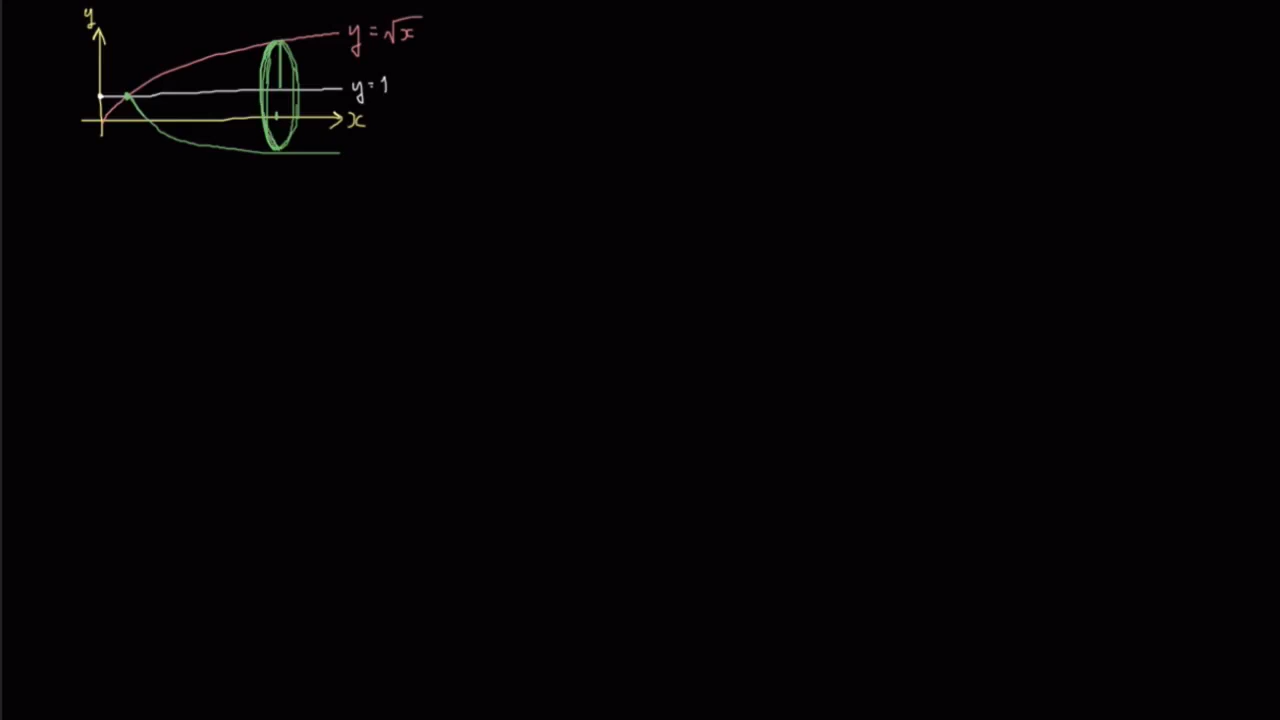 y
y = √x
y = 1
x